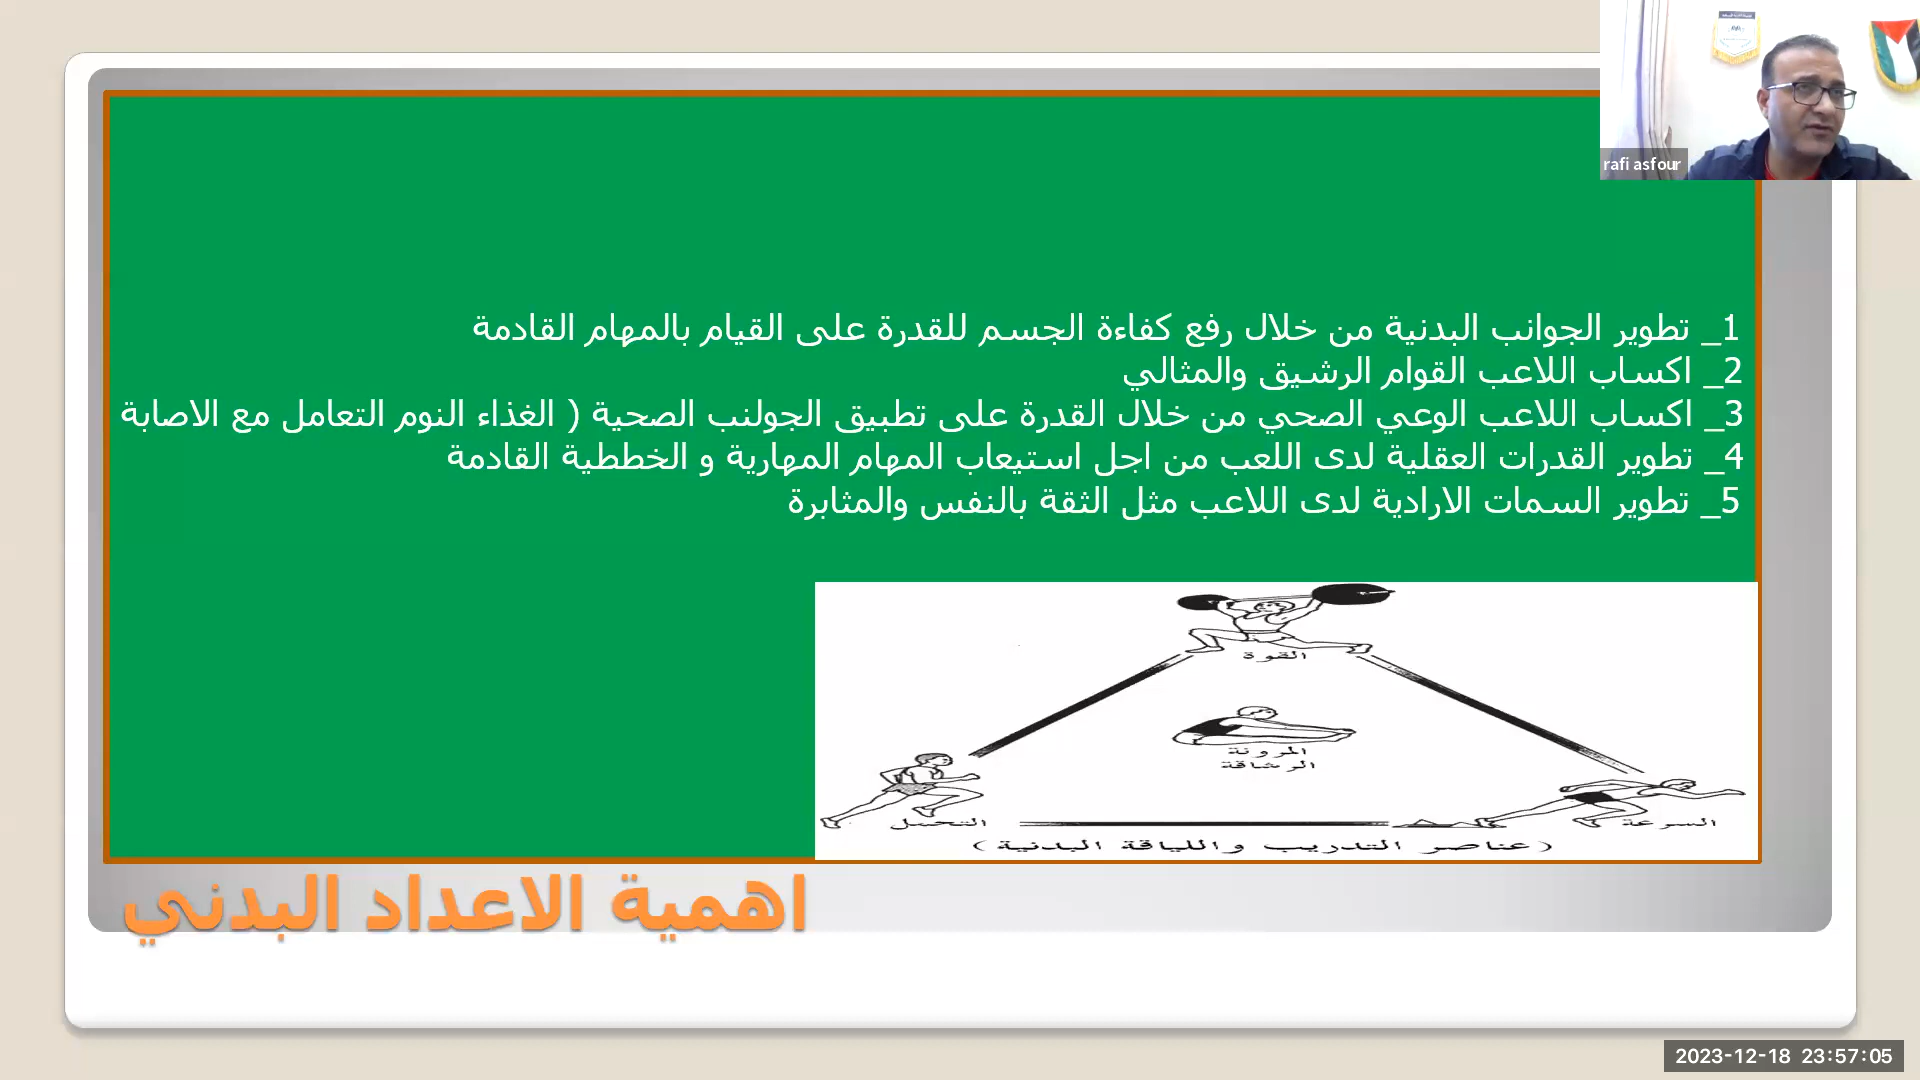 rafi asfour
1_ تطوير الجوانب البدنية من خلال رفع كفاءة الجسم للقدرة على القيام بالمهام القادمة
2_ اكساب اللاعب القوام الرشيق والمثالي
3_ اكساب اللاعب الوعي الصحي من خلال القدرة على تطبيق الجولنب الصحية ( الغذاء النوم التعامل مع الاصابة
4_ تطوير القدرات العقلية لدى اللعب من اجل استيعاب المهام المهارية و الخططية القادمة
5_ تطوير السمات الارادية لدى اللاعب مثل الثقة بالنفس والمثابرة
القوة
المرونة
الرشاقة
السرعة
التحمل
( عناصر التدريب واللياقة البدنية )
اهمية الاعداد البدني
2023-12-18 23:57:05